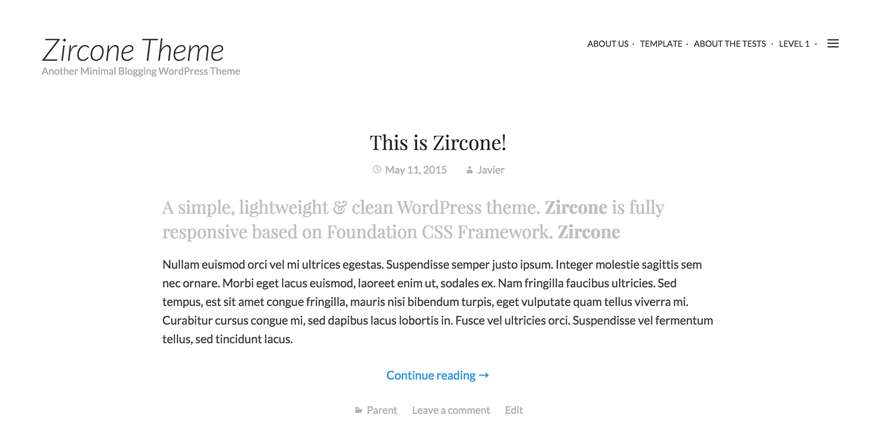 Zircone Theme
Another Minimal Blogging WordPress Theme
ABOUT US · TEMPLATE · ABOUT THE TESTS · LEVEL 1 ·
This is Zircone!
May 11, 2015 Javier
A simple, lightweight & clean WordPress theme. Zircone is fully
responsive based on Foundation CSS Framework. Zircone
Nullam euismod orci vel mi ultrices egestas. Suspendisse semper justo ipsum. Integer molestie sagittis sem
nec ornare. Morbi eget lacus euismod, laoreet enim ut, sodales ex. Nam fringilla faucibus ultricies. Sed
tempus, est sit amet congue fringilla, mauris nisi bibendum turpis, eget vulputate quam tellus viverra mi.
Curabitur cursus congue mi, sed dapibus lacus lobortis in. Fusce vel ultricies orci. Suspendisse vel fermentum
tellus, sed tincidunt lacus.
Continue reading →
Parent Leave a comment Edit